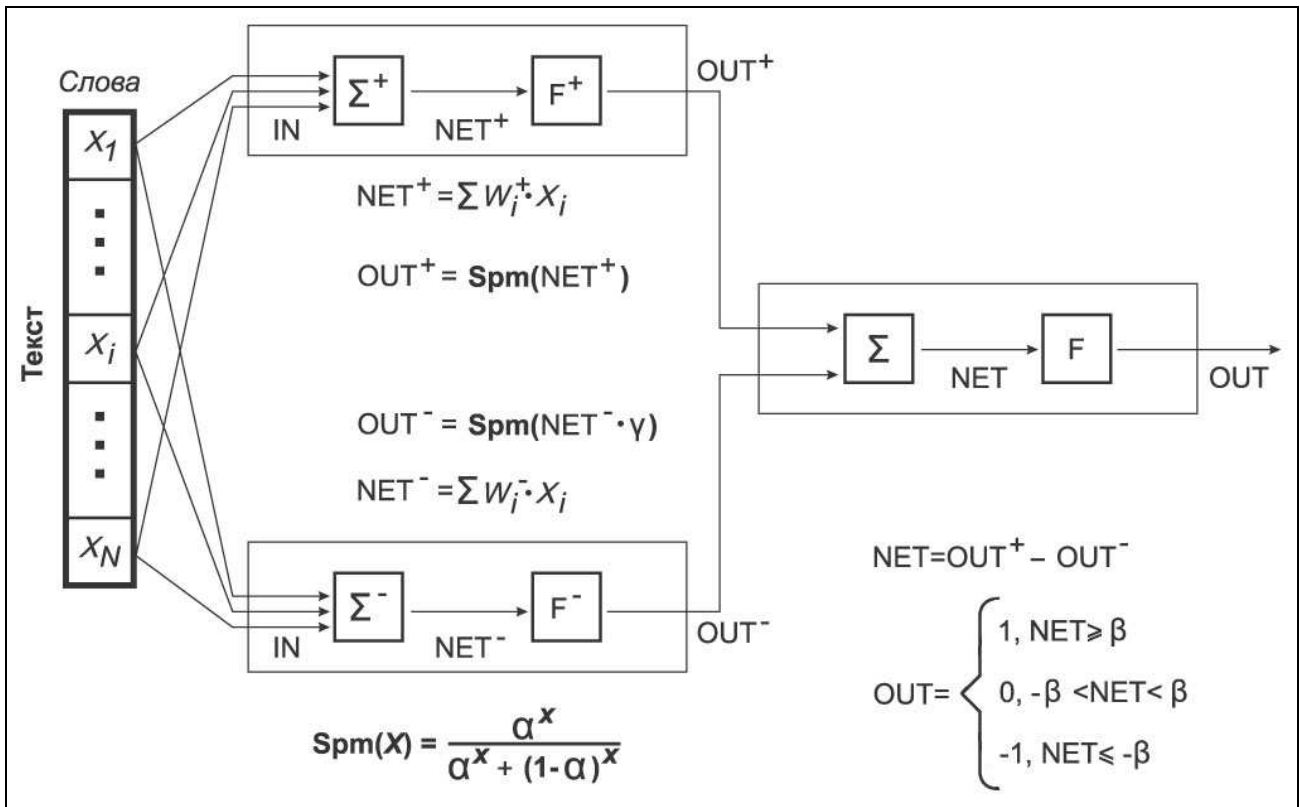 Слова
Текст
X₁
Xᵢ
X_N
IN
Σ⁺
NET⁺
F⁺
OUT⁺
NET⁺ = Σ Wᵢ⁺·Xᵢ
OUT⁺ = Spm(NET⁺)
OUT⁻ = Spm(NET⁻·γ)
NET⁻ = Σ Wᵢ⁻·Xᵢ
IN
Σ⁻
NET⁻
F⁻
OUT⁻
Σ
NET
F
OUT
Spm(X) = α^x / (α^x + (1-α)^x)
NET=OUT⁺ – OUT⁻
OUT=
1, NET⩾ β
0, -β <NET< β
-1, NET⩽ -β